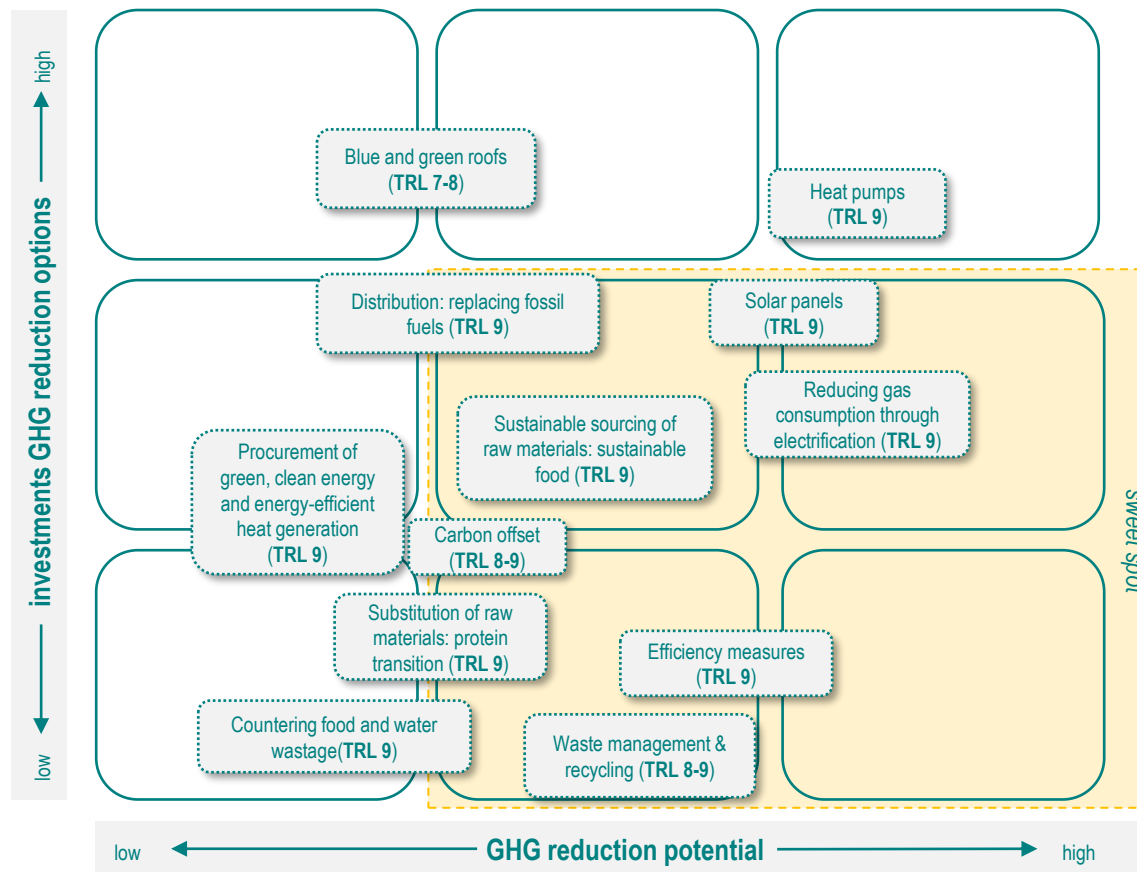 high
investments GHG reduction options
low
Blue and green roofs
(TRL 7-8)
Heat pumps
(TRL 9)
Distribution: replacing fossil
fuels (TRL 9)
Solar panels
(TRL 9)
Reducing gas
consumption through
electrification (TRL 9)
Sustainable sourcing of
raw materials: sustainable
food (TRL 9)
Procurement of
green, clean energy
and energy-efficient
heat generation
(TRL 9)
sweet spot
Carbon offset
(TRL 8-9)
Substitution of raw
materials: protein
transition (TRL 9)
Efficiency measures
(TRL 9)
Countering food and water
wastage(TRL 9)
Waste management &
recycling (TRL 8-9)
low
GHG reduction potential
high